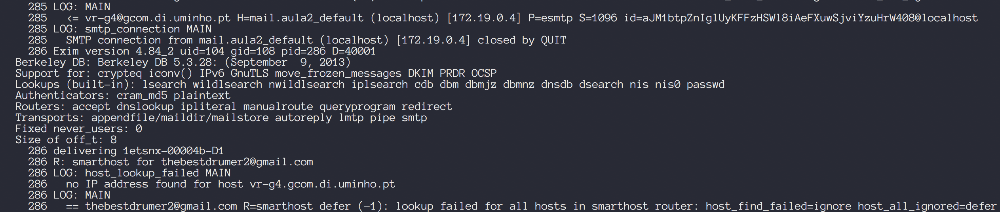 285 LOG: MAIN
285   <= vr-g4@gcom.di.uminho.pt H=mail.aula2_default (localhost) [172.19.0.4] P=esmtp S=1096 id=aJM1btpZnIglUyKFFzHSWl8iAeFXuwSjviYzuHrW408@localhost
285 LOG: smtp_connection MAIN
285   SMTP connection from mail.aula2_default (localhost) [172.19.0.4] closed by QUIT
286 Exim version 4.84_2 uid=104 gid=108 pid=286 D=40001
Berkeley DB: Berkeley DB 5.3.28: (September  9, 2013)
Support for: crypteq iconv() IPv6 GnuTLS move_frozen_messages DKIM PRDR OCSP
Lookups (built-in): lsearch wildlsearch nwildlsearch iplsearch cdb dbm dbmjz dbmnz dnsdb dsearch nis nis0 passwd
Authenticators: cram_md5 plaintext
Routers: accept dnslookup ipliteral manualroute queryprogram redirect
Transports: appendfile/maildir/mailstore autoreply lmtp pipe smtp
Fixed never_users: 0
Size of off_t: 8
286 delivering 1etsnx-00004b-D1
286 R: smarthost for thebestdrumer2@gmail.com
286 LOG: host_lookup_failed MAIN
286   no IP address found for host vr-g4.gcom.di.uminho.pt
286 LOG: MAIN
286   == thebestdrumer2@gmail.com R=smarthost defer (-1): lookup failed for all hosts in smarthost router: host_find_failed=ignore host_all_ignored=defer